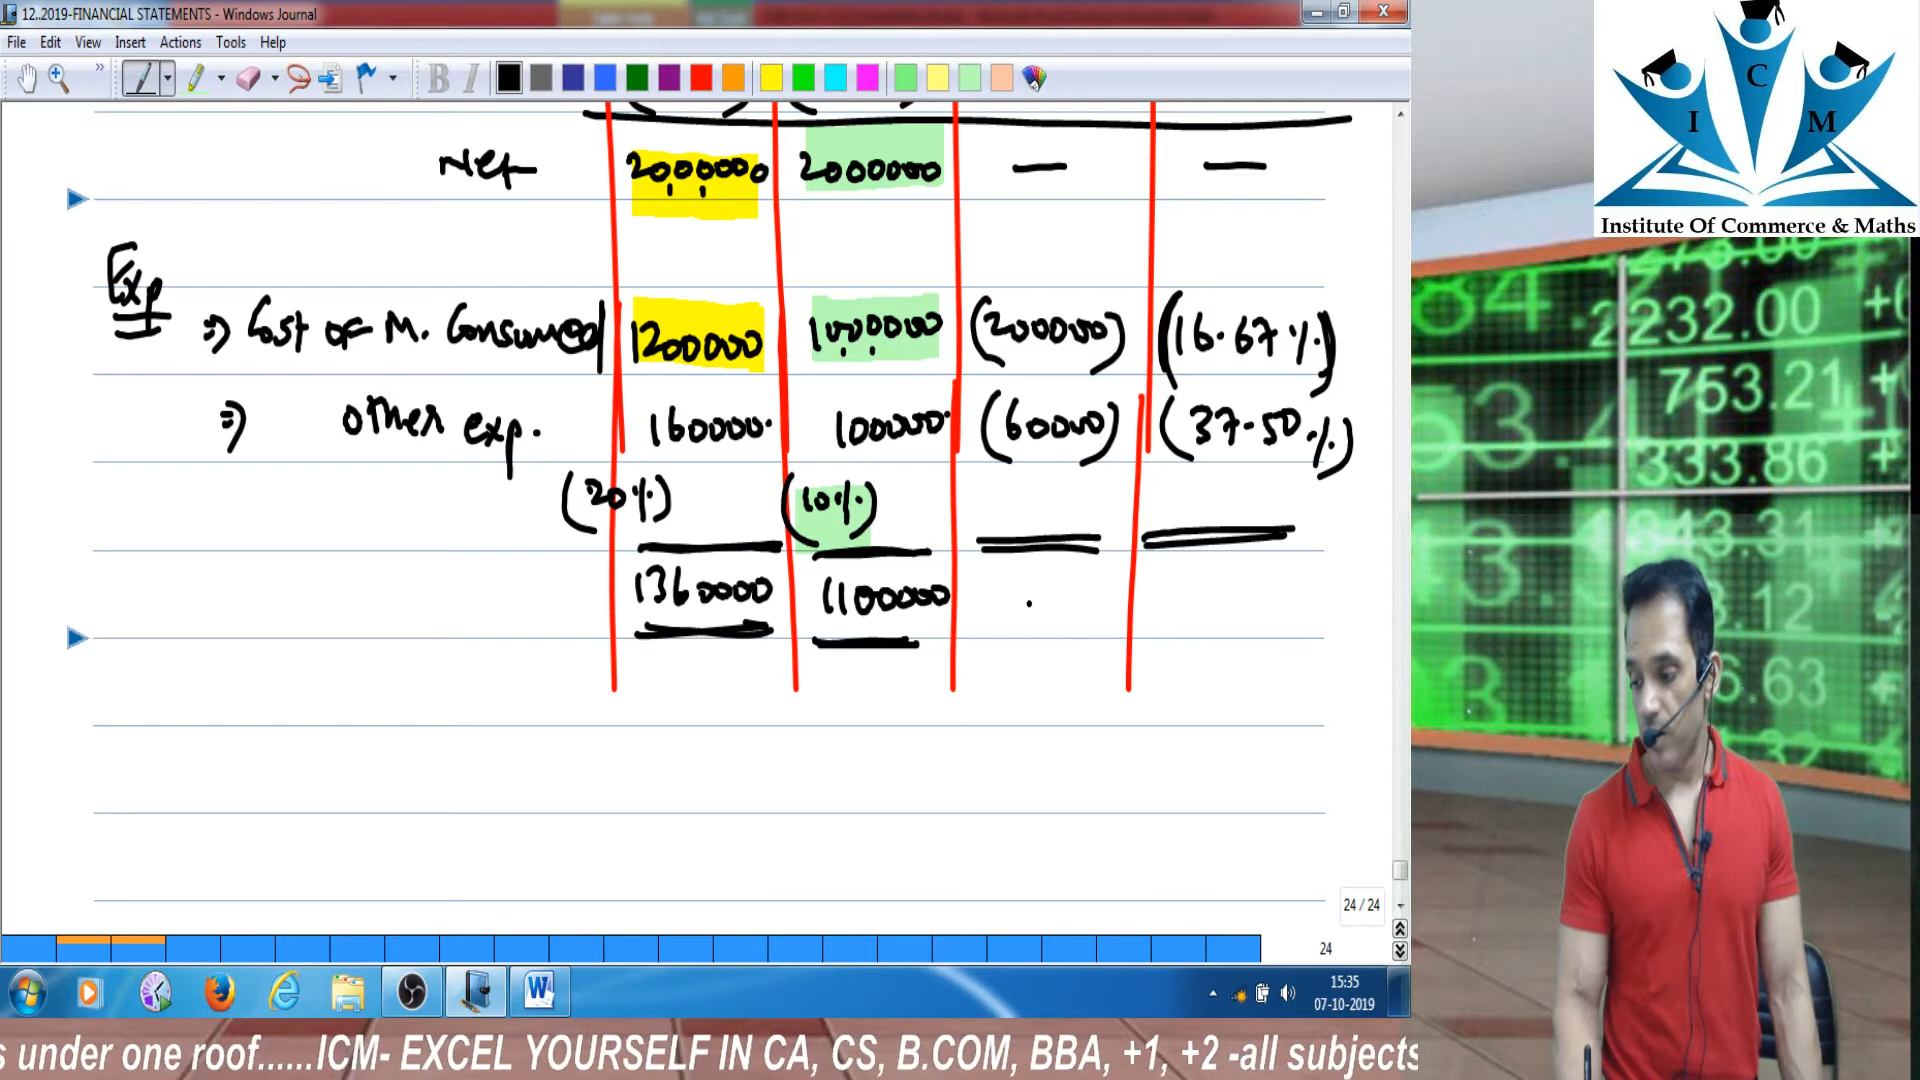 12..2019-FINANCIAL STATEMENTS - Windows Journal
File Edit View Insert Actions Tools Help
B I
Net 2000000 2000000 — —
Exp
⇒ Cost of M. Consumed 1200000 1000000 (200000) (16.67%)
⇒ other exp. 160000 100000 (60000) (37.50%)
(20%) (10%)
1360000 1100000
24 / 24
24
15:35
07-10-2019
I C M
Institute Of Commerce & Maths
2,232.00
753.21
333.86
s under one roof......ICM- EXCEL YOURSELF IN CA, CS, B.COM, BBA, +1, +2 -all subjects